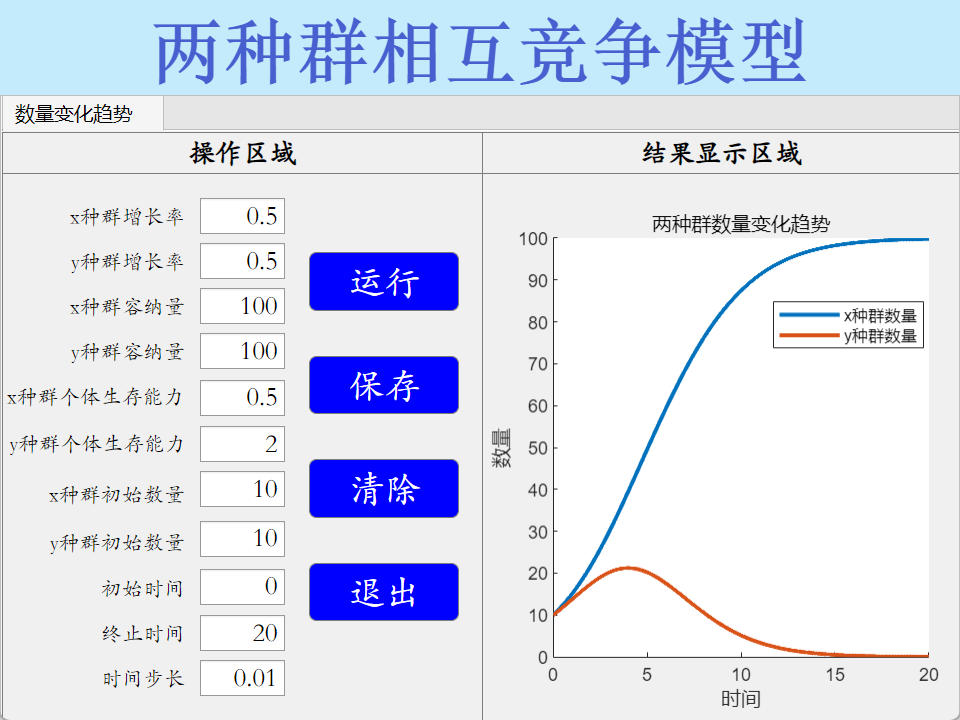 两种群相互竞争模型
数量变化趋势
操作区域
x种群增长率 0.5
y种群增长率 0.5
x种群容纳量 100
y种群容纳量 100
x种群个体生存能力 0.5
y种群个体生存能力 2
x种群初始数量 10
y种群初始数量 10
初始时间 0
终止时间 20
时间步长 0.01
运行
保存
清除
退出
结果显示区域
两种群数量变化趋势
100
90
80
70
60
50
40
30
20
10
0
数量
x种群数量
y种群数量
0 5 10 15 20
时间